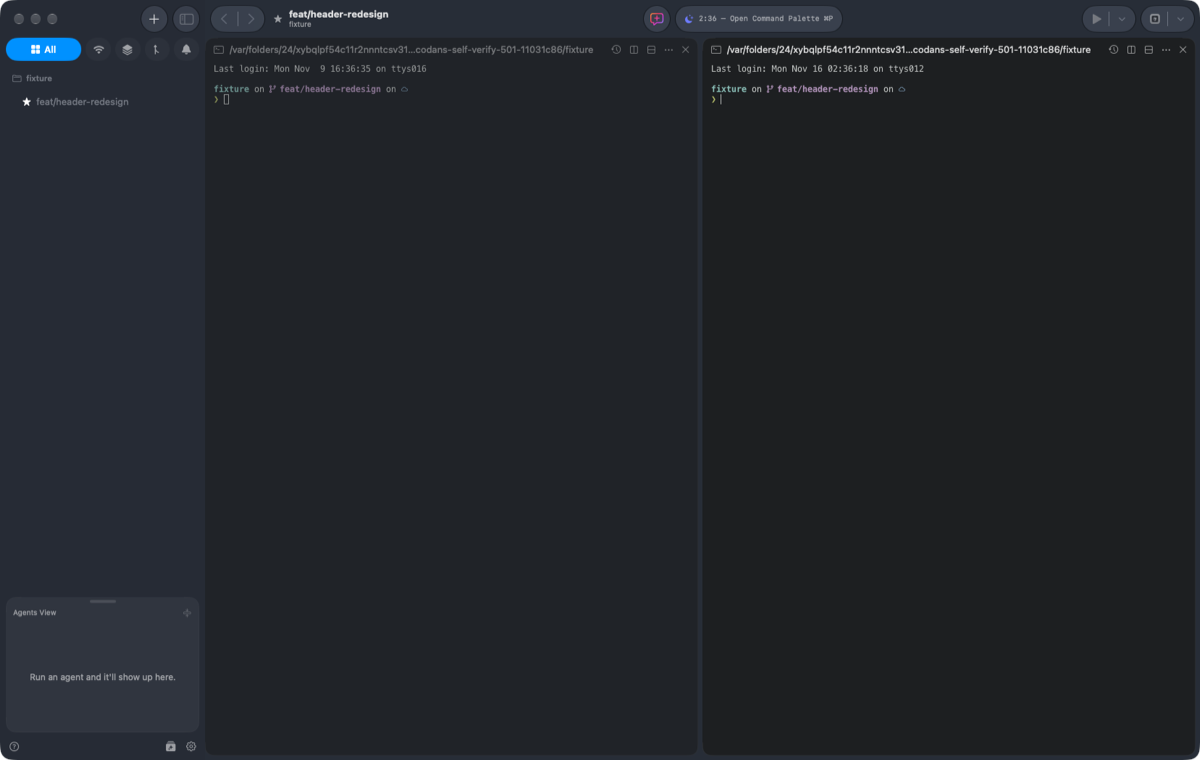 feat/header-redesign
fixture
2:36 — Open Command Palette ⌘P
All
fixture
feat/header-redesign
Agents View
Run an agent and it'll show up here.
/var/folders/24/xybqlpf54c11r2nnntcsv31...codans-self-verify-501-11031c86/fixture
Last login: Mon Nov  9 16:36:35 on ttys016
fixture on feat/header-redesign on
❯
/var/folders/24/xybqlpf54c11r2nnntcsv31...codans-self-verify-501-11031c86/fixture
Last login: Mon Nov 16 02:36:18 on ttys012
fixture on feat/header-redesign on
❯